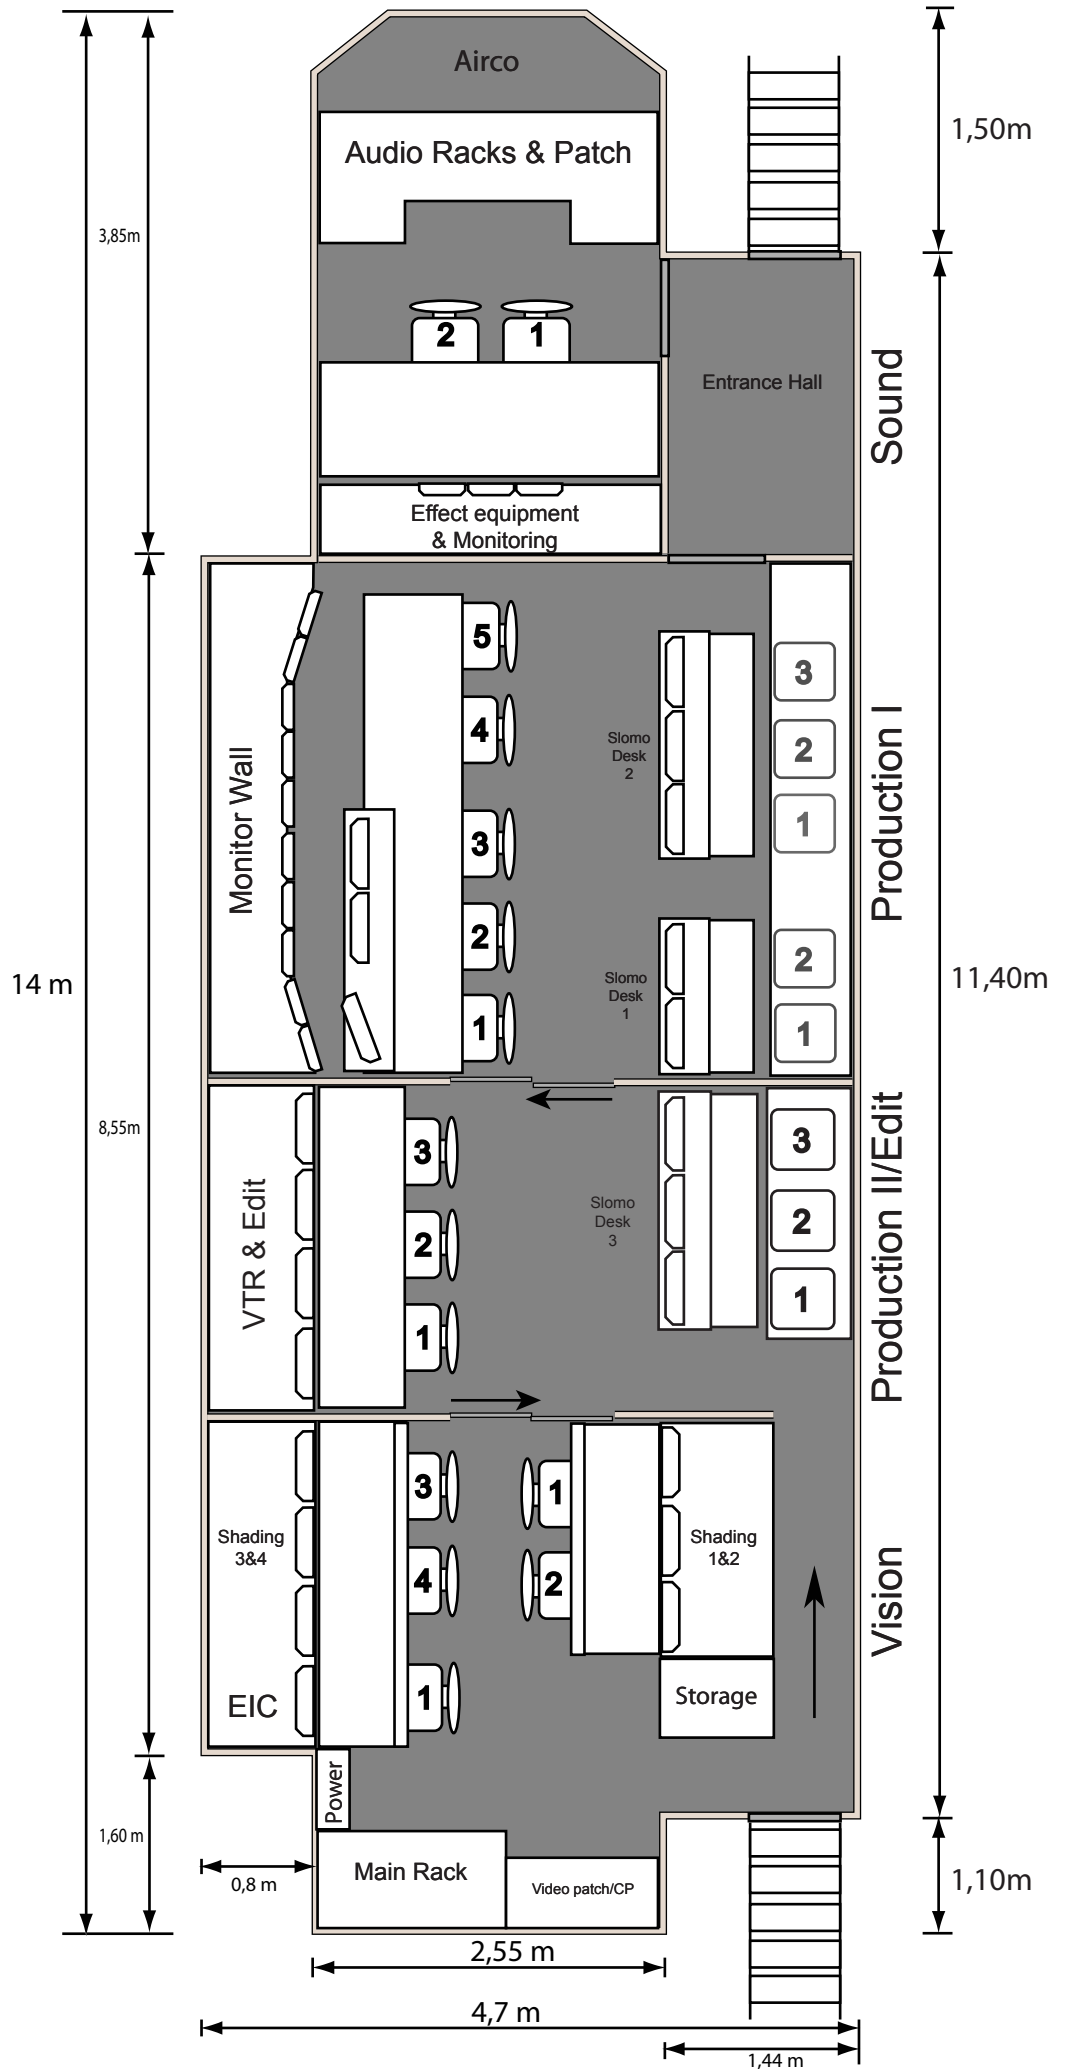 Airco
1,50m
Audio Racks & Patch
3,85m
2
1
Entrance Hall
Sound
Effect equipment
& Monitoring
Monitor Wall
5
4
3
2
1
Slomo
Desk
2
3
2
1
Production I
Slomo
Desk
1
2
1
14 m
11,40m
8,55m
VTR & Edit
3
2
1
Slomo
Desk
3
3
2
1
Production II/Edit
Shading
3&4
EIC
3
4
1
1
2
Shading
1&2
Storage
Vision
Power
1,60 m
0,8 m
Main Rack
Video patch/CP
1,10m
2,55 m
4,7 m
1,44 m